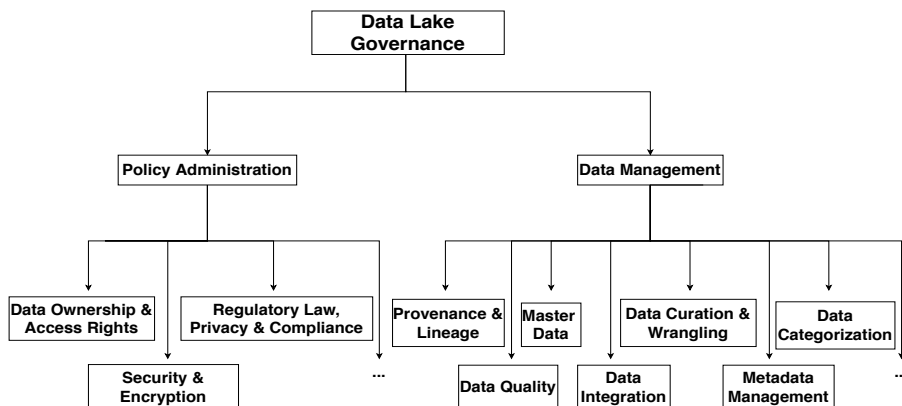 Data Lake
Governance
Policy Administration
Data Management
Data Ownership &
Access Rights
Regulatory Law,
Privacy & Compliance
Provenance &
Lineage
Master
Data
Data Curation &
Wrangling
Data
Categorization
Security &
Encryption
...
Data Quality
Data
Integration
Metadata
Management
...